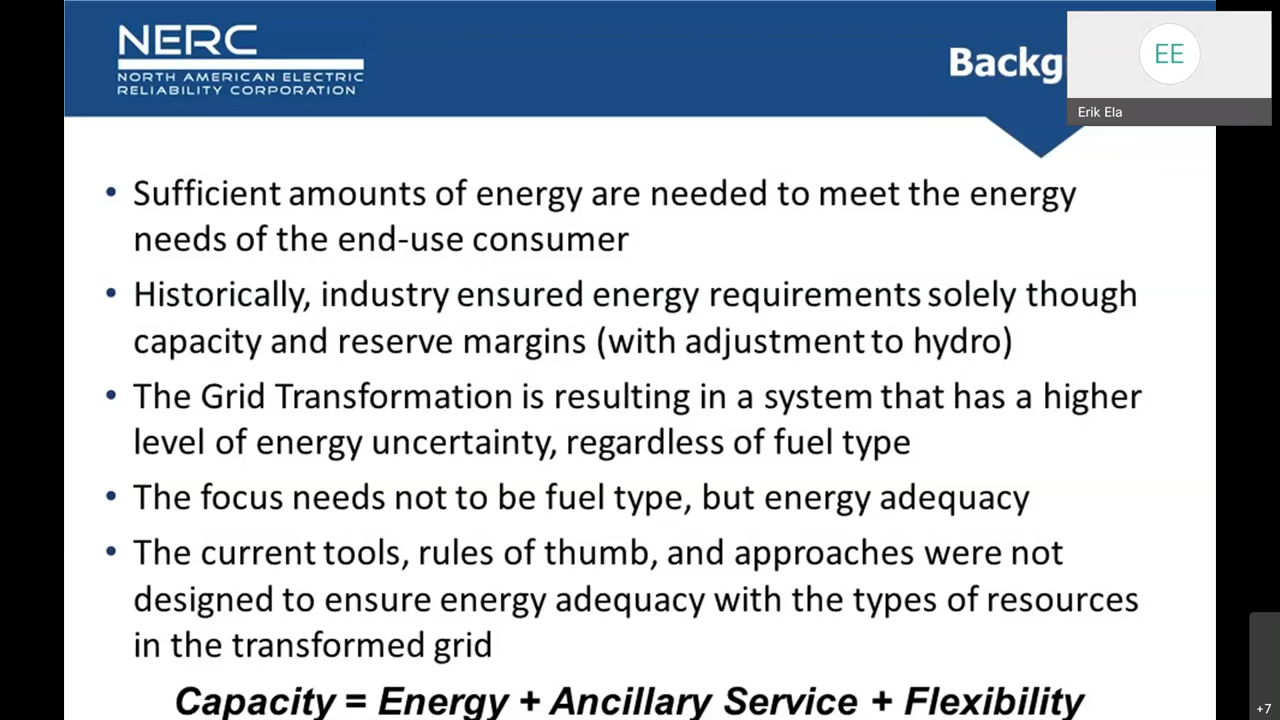 NERC
NORTH AMERICAN ELECTRIC
RELIABILITY CORPORATION
Backg
EE
Erik Ela
• Sufficient amounts of energy are needed to meet the energy
needs of the end-use consumer
• Historically, industry ensured energy requirements solely though
capacity and reserve margins (with adjustment to hydro)
• The Grid Transformation is resulting in a system that has a higher
level of energy uncertainty, regardless of fuel type
• The focus needs not to be fuel type, but energy adequacy
• The current tools, rules of thumb, and approaches were not
designed to ensure energy adequacy with the types of resources
in the transformed grid
Capacity = Energy + Ancillary Service + Flexibility
+7